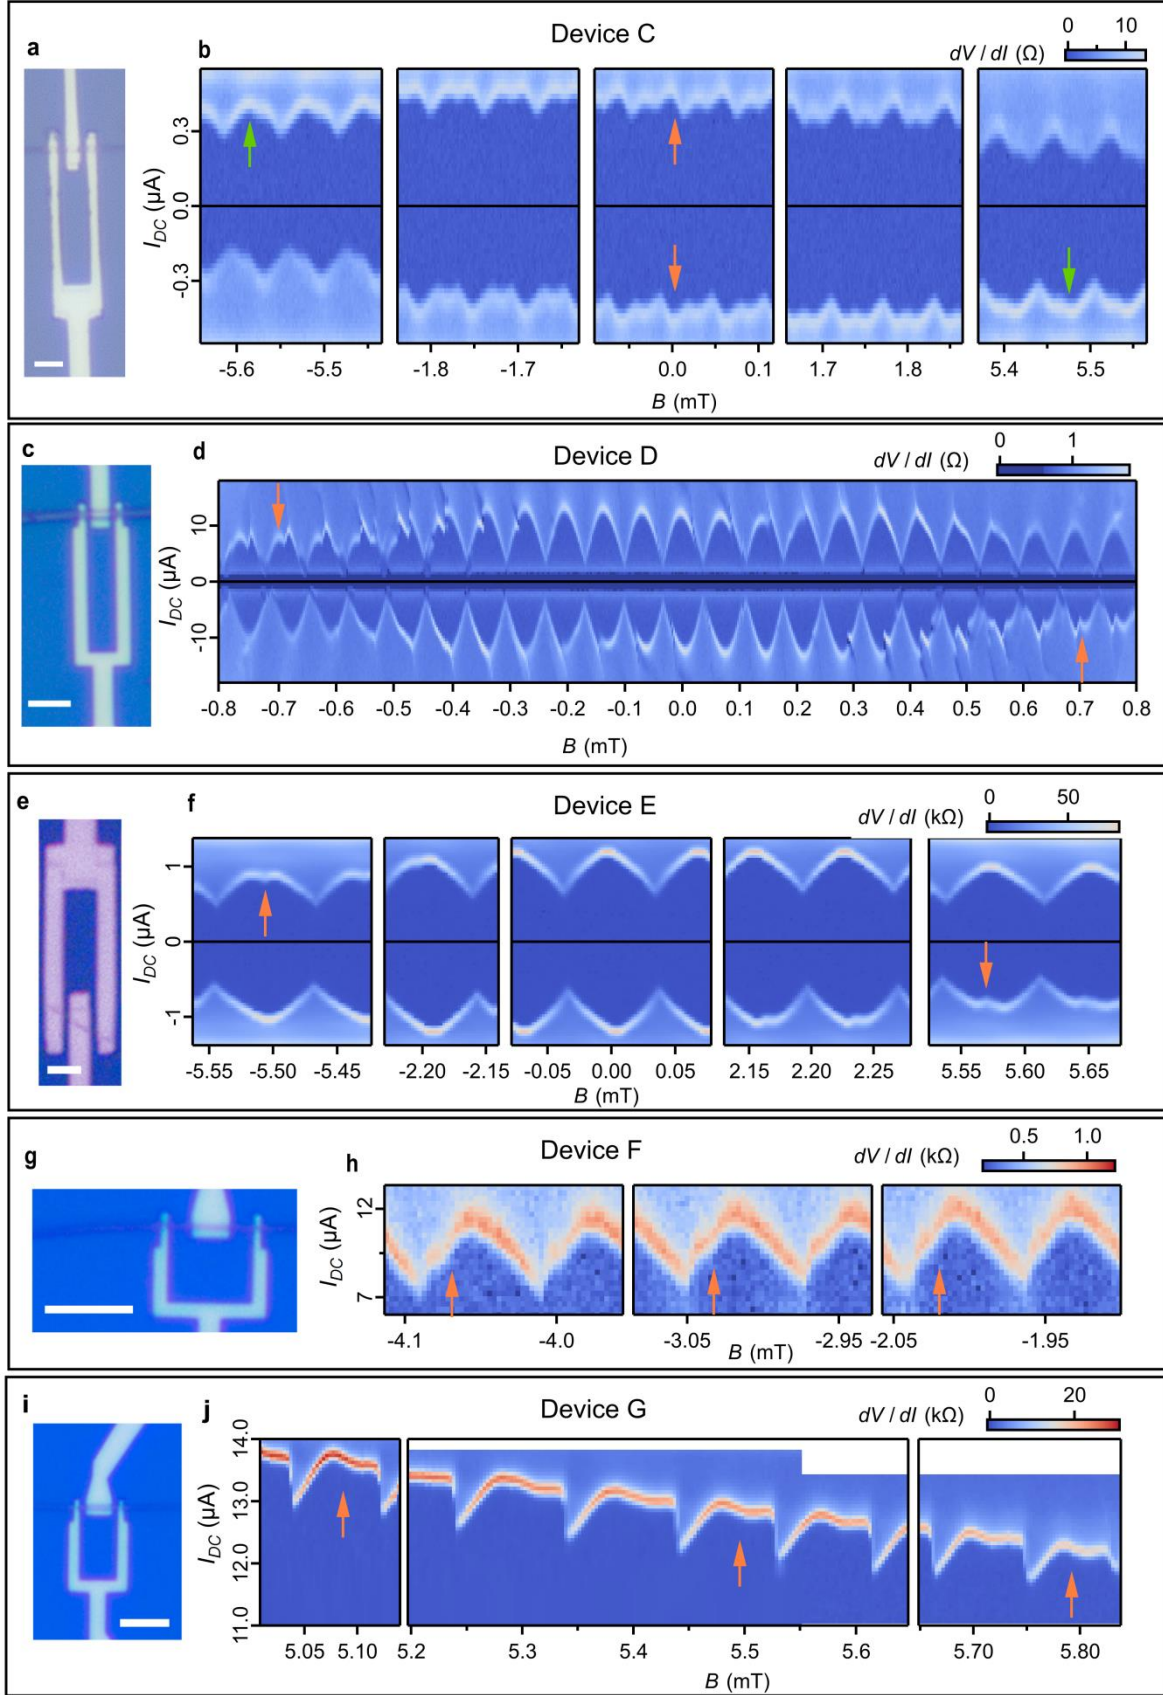 Device C
a
b
dV / dI (Ω)
0 10
I_DC (µA)
0.3
0.0
-0.3
-5.6 -5.5 -1.8 -1.7 0.0 0.1 1.7 1.8 5.4 5.5
B (mT)
Device D
c
d
dV / dI (Ω)
0 1
I_DC (µA)
10
0
-10
-0.8 -0.7 -0.6 -0.5 -0.4 -0.3 -0.2 -0.1 0.0 0.1 0.2 0.3 0.4 0.5 0.6 0.7 0.8
B (mT)
Device E
e
f
dV / dI (kΩ)
0 50
I_DC (µA)
1
0
-1
-5.55 -5.50 -5.45 -2.20 -2.15 -0.05 0.00 0.05 2.15 2.20 2.25 5.55 5.60 5.65
B (mT)
Device F
g
h
dV / dI (kΩ)
0.5 1.0
I_DC (µA)
12
7
-4.1 -4.0 -3.05 -2.95 -2.05 -1.95
B (mT)
Device G
i
j
dV / dI (kΩ)
0 20
I_DC (µA)
14.0
13.0
12.0
11.0
5.05 5.10 5.2 5.3 5.4 5.5 5.6 5.70 5.80
B (mT)